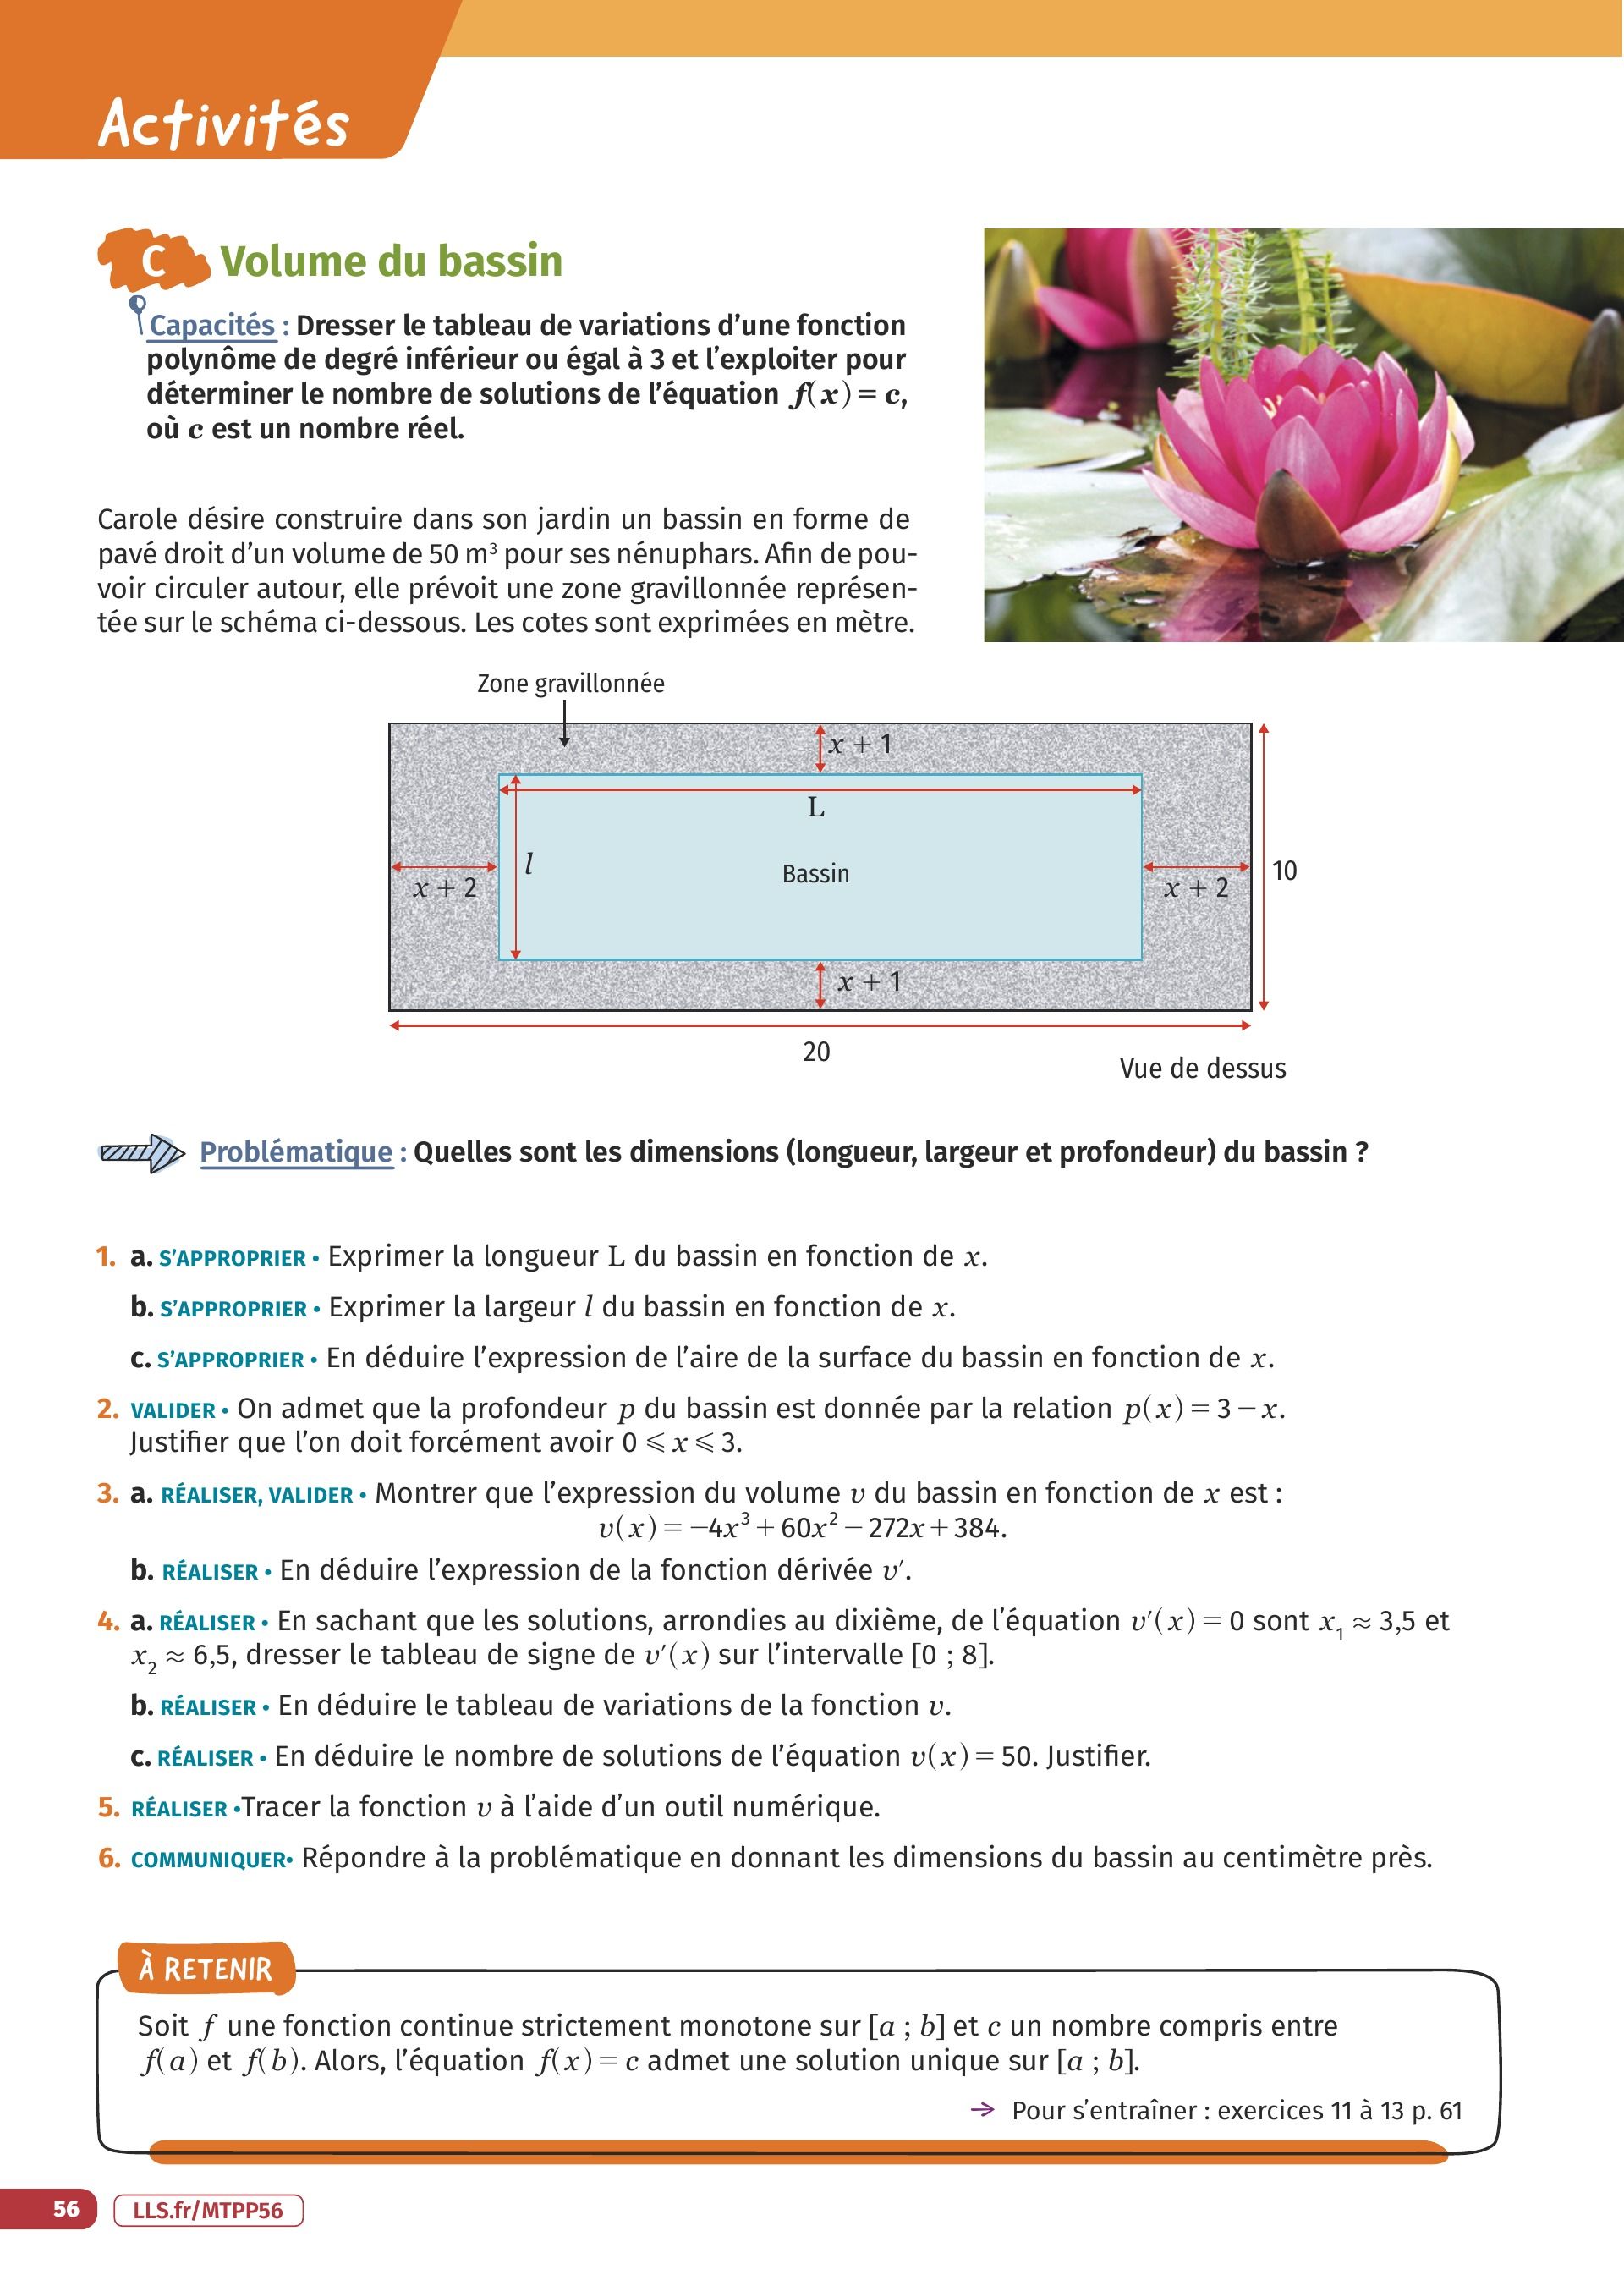 Activités
C Volume du bassin
Capacités : Dresser le tableau de variations d’une fonction
polynôme de degré inférieur ou égal à 3 et l’exploiter pour
déterminer le nombre de solutions de l’équation f(x) = c,
où c est un nombre réel.
Carole désire construire dans son jardin un bassin en forme de
pavé droit d’un volume de 50 m³ pour ses nénuphars. Afin de pou-
voir circuler autour, elle prévoit une zone gravillonnée représen-
tée sur le schéma ci-dessous. Les cotes sont exprimées en mètre.
Zone gravillonnée
x + 1
L
l
Bassin
x + 2
x + 2
10
x + 1
20
Vue de dessus
Problématique : Quelles sont les dimensions (longueur, largeur et profondeur) du bassin ?
1. a. S’APPROPRIER • Exprimer la longueur L du bassin en fonction de x.
b. S’APPROPRIER • Exprimer la largeur l du bassin en fonction de x.
c. S’APPROPRIER • En déduire l’expression de l’aire de la surface du bassin en fonction de x.
2. VALIDER • On admet que la profondeur p du bassin est donnée par la relation p(x) = 3 − x.
Justifier que l’on doit forcément avoir 0 ⩽ x ⩽ 3.
3. a. RÉALISER, VALIDER • Montrer que l’expression du volume v du bassin en fonction de x est :
v(x) = −4x³ + 60x² − 272x + 384.
b. RÉALISER • En déduire l’expression de la fonction dérivée v′.
4. a. RÉALISER • En sachant que les solutions, arrondies au dixième, de l’équation v′(x) = 0 sont x₁ ≈ 3,5 et
x₂ ≈ 6,5, dresser le tableau de signe de v′(x) sur l’intervalle [0 ; 8].
b. RÉALISER • En déduire le tableau de variations de la fonction v.
c. RÉALISER • En déduire le nombre de solutions de l’équation v(x) = 50. Justifier.
5. RÉALISER •Tracer la fonction v à l’aide d’un outil numérique.
6. COMMUNIQUER• Répondre à la problématique en donnant les dimensions du bassin au centimètre près.
À RETENIR
Soit f une fonction continue strictement monotone sur [a ; b] et c un nombre compris entre
f(a) et f(b). Alors, l’équation f(x) = c admet une solution unique sur [a ; b].
→ Pour s’entraîner : exercices 11 à 13 p. 61
56 LLS.fr/MTPP56